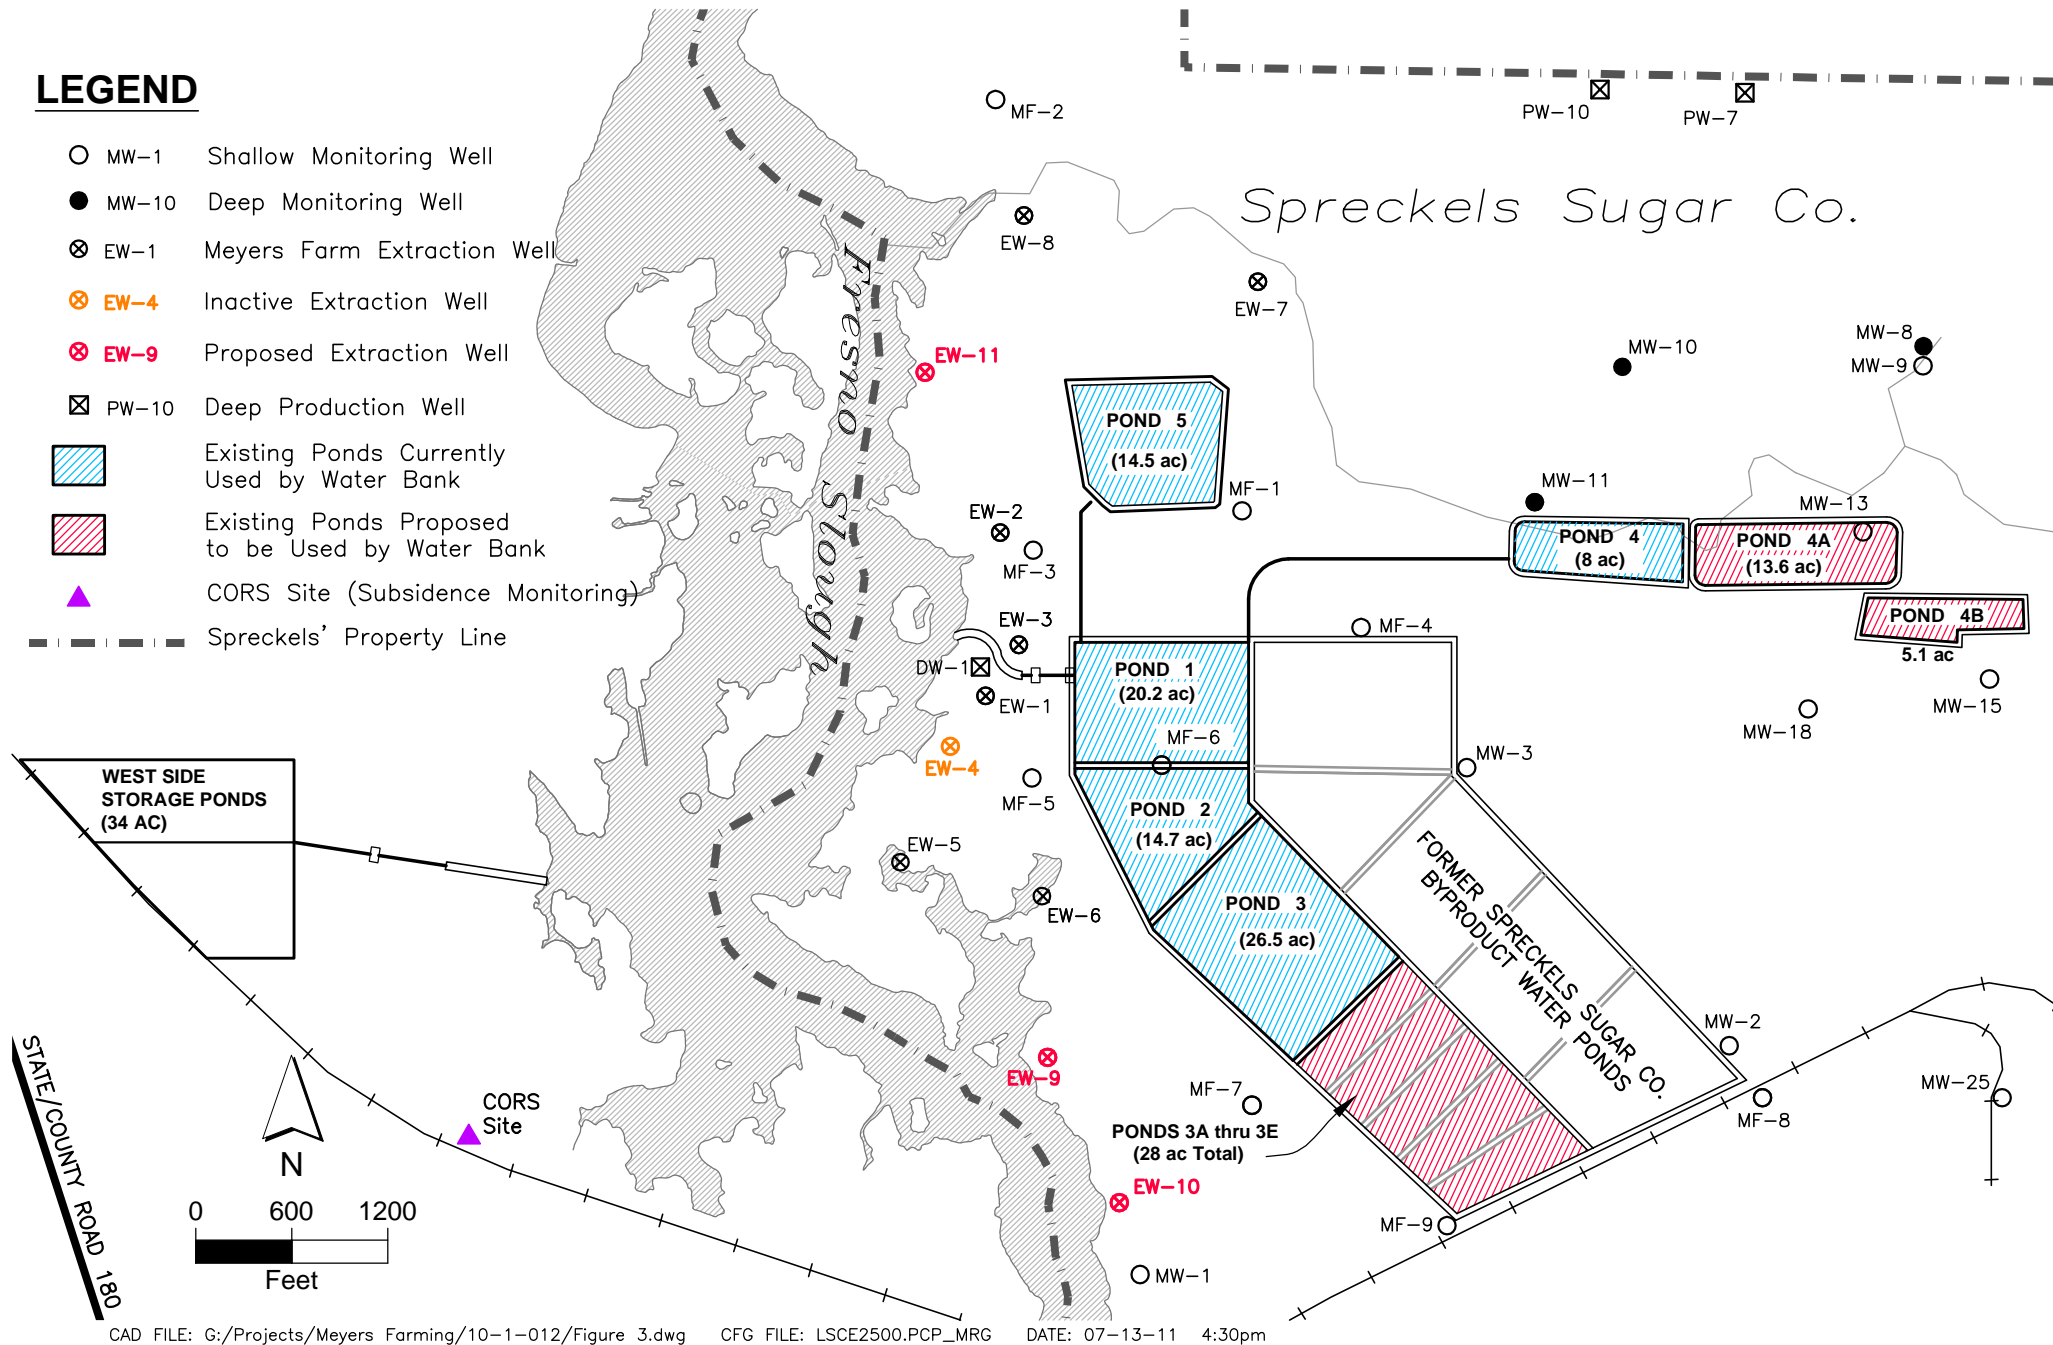 LEGEND
MW-1 Shallow Monitoring Well
MW-10 Deep Monitoring Well
EW-1 Meyers Farm Extraction Well
EW-4 Inactive Extraction Well
EW-9 Proposed Extraction Well
PW-10 Deep Production Well
Existing Ponds Currently
Used by Water Bank
Existing Ponds Proposed
to be Used by Water Bank
CORS Site (Subsidence Monitoring)
Spreckels' Property Line
MF-2
PW-10
PW-7
Spreckels Sugar Co.
EW-8
EW-7
Fresno Slough
EW-11
MW-10
MW-8
MW-9
POND 5
(14.5 ac)
MF-1
MW-11
MW-13
EW-2
MF-3
POND 4
(8 ac)
POND 4A
(13.6 ac)
POND 4B
5.1 ac
EW-3
DW-1
EW-1
MF-4
POND 1
(20.2 ac)
MF-6
MW-15
MW-18
EW-4
MF-5
MW-3
WEST SIDE
STORAGE PONDS
(34 AC)
POND 2
(14.7 ac)
EW-5
EW-6
POND 3
(26.5 ac)
FORMER SPRECKELS SUGAR CO.
BYPRODUCT WATER PONDS
MW-2
EW-9
MF-7
MF-8
MW-25
PONDS 3A thru 3E
(28 ac Total)
EW-10
MF-9
MW-1
CORS
Site
STATE/COUNTY ROAD 180
N
0 600 1200
Feet
CAD FILE: G:/Projects/Meyers Farming/10-1-012/Figure 3.dwg CFG FILE: LSCE2500.PCP_MRG DATE: 07-13-11 4:30pm